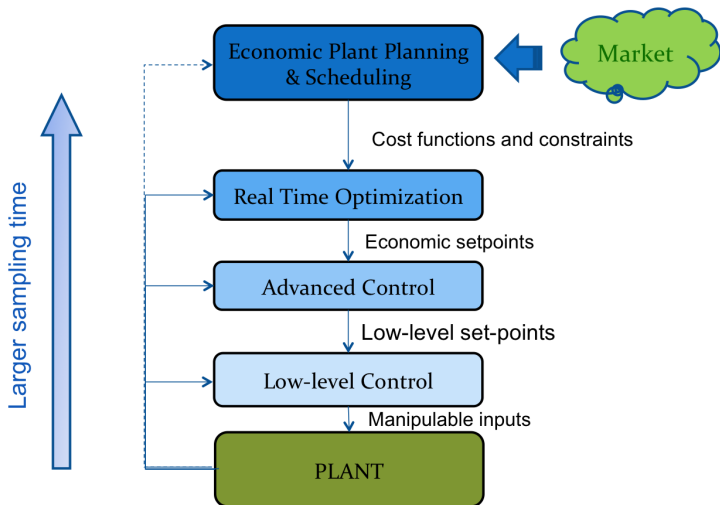 Economic Plant Planning
& Scheduling
Market
Cost functions and constraints
Real Time Optimization
Economic setpoints
Advanced Control
Low-level set-points
Low-level Control
Manipulable inputs
PLANT
Larger sampling time